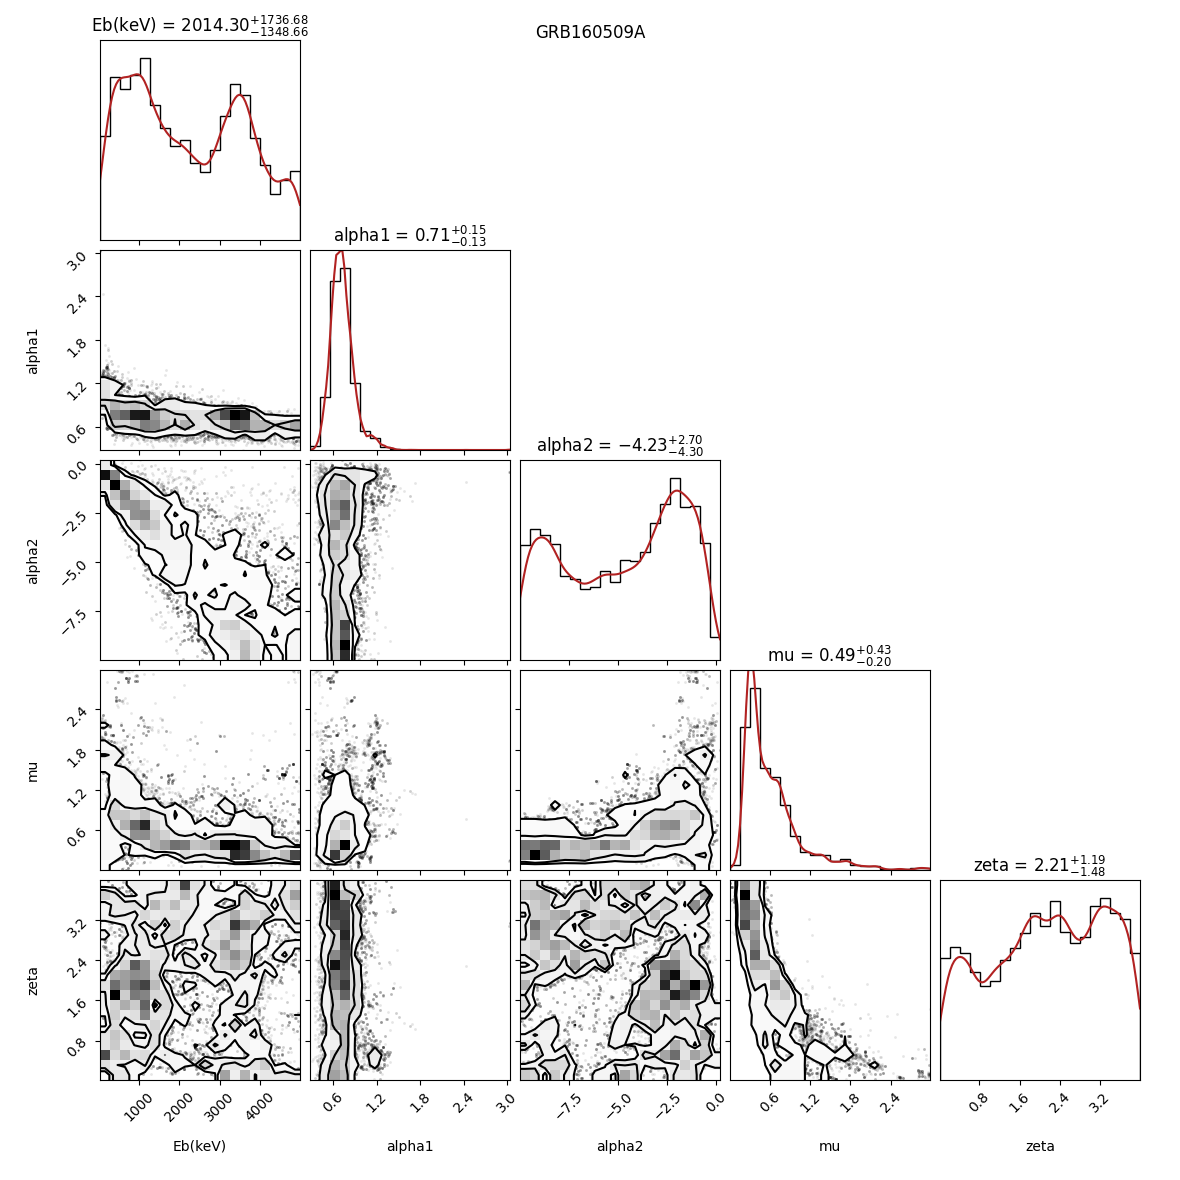 GRB160509A
Eb(keV) = 2014.30+1736.68−1348.66
alpha1 = 0.71+0.15−0.13
3.0
2.4
1.8
1.2
0.6
alpha1
alpha2 = −4.23+2.70−4.30
0.0
−2.5
−5.0
−7.5
alpha2
mu = 0.49+0.43−0.20
2.4
1.8
1.2
0.6
mu
zeta = 2.21+1.19−1.48
3.2
2.4
1.6
0.8
zeta
1000 2000 3000 4000 0.6 1.2 1.8 2.4 3.0 −7.5 −5.0 −2.5 0.0 0.6 1.2 1.8 2.4 0.8 1.6 2.4 3.2
Eb(keV) alpha1 alpha2 mu zeta